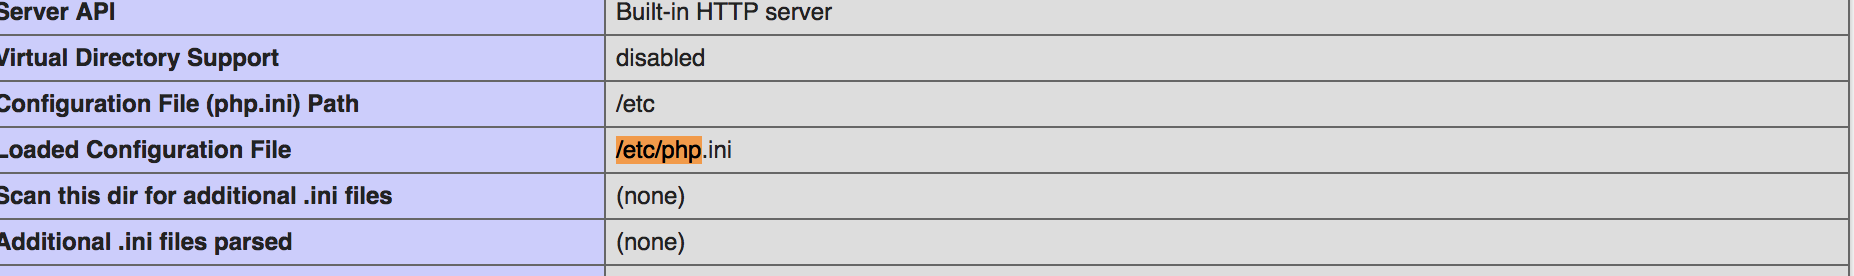 Server API Built-in HTTP server
Virtual Directory Support disabled
Configuration File (php.ini) Path /etc
Loaded Configuration File /etc/php.ini
Scan this dir for additional .ini files (none)
Additional .ini files parsed (none)